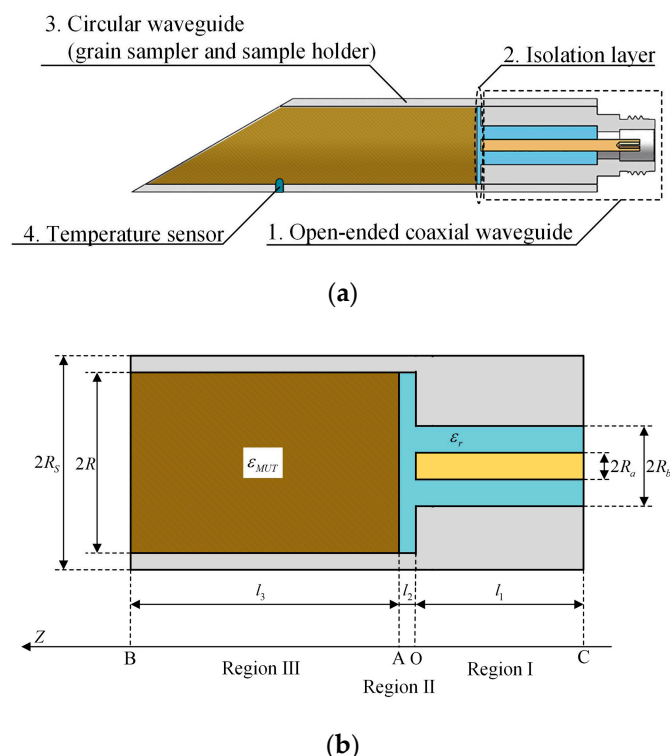 3. Circular waveguide
(grain sampler and sample holder)
2. Isolation layer
4. Temperature sensor
1. Open-ended coaxial waveguide
(a)
2R_S
2R
ε_MUT
ε_r
2R_a
2R_b
l_3
l_2
l_1
Z
B
A
O
C
Region III
Region II
Region I
(b)